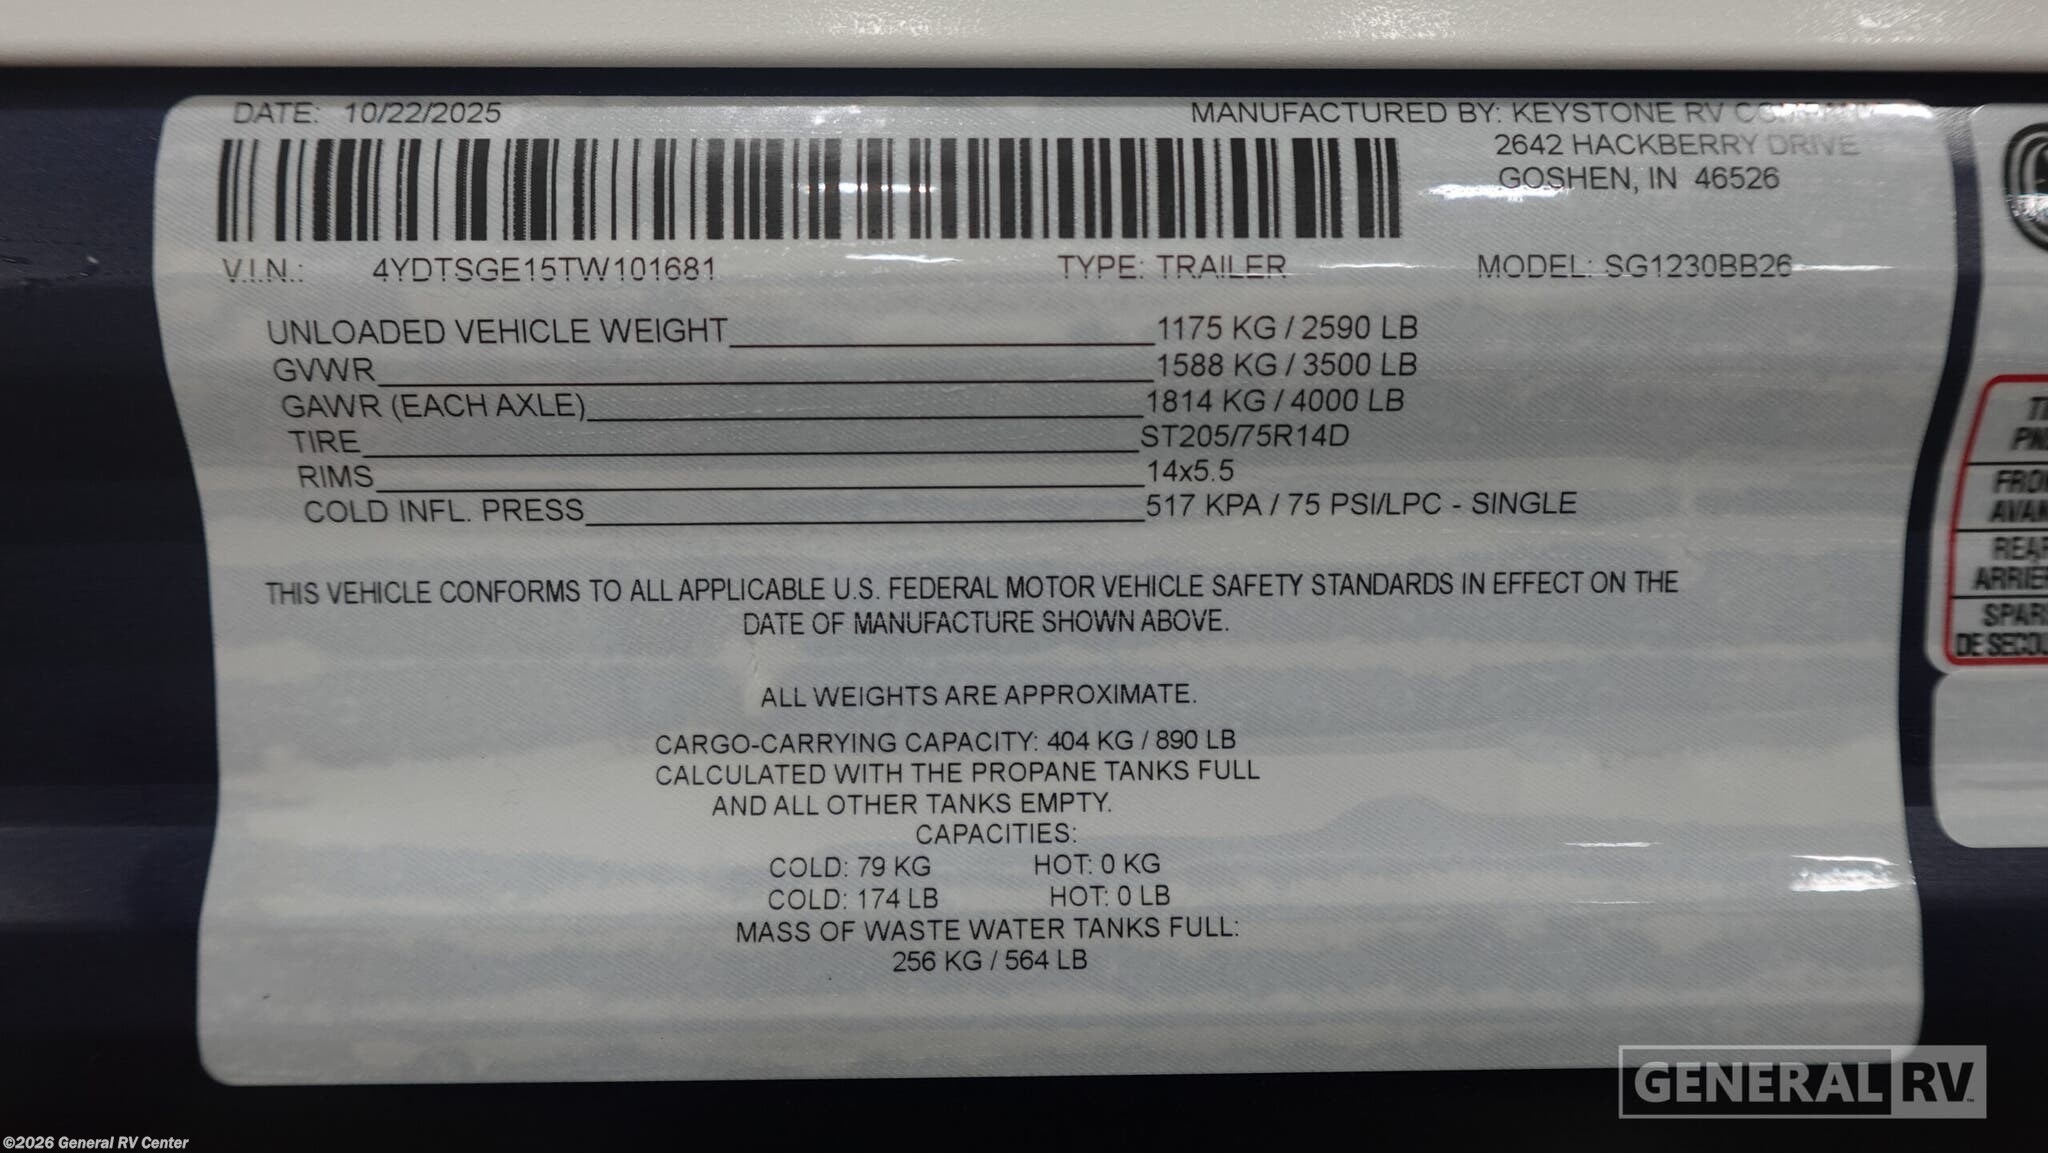 DATE: 10/22/2025
MANUFACTURED BY: KEYSTONE RV COMPANY
2642 HACKBERRY DRIVE
GOSHEN, IN 46526
V.I.N.: 4YDTSGE15TW101681 TYPE: TRAILER MODEL: SG1230BB26
UNLOADED VEHICLE WEIGHT 1175 KG / 2590 LB
GVWR 1588 KG / 3500 LB
GAWR (EACH AXLE) 1814 KG / 4000 LB
TIRE ST205/75R14D
RIMS 14x5.5
COLD INFL. PRESS 517 KPA / 75 PSI/LPC - SINGLE
THIS VEHICLE CONFORMS TO ALL APPLICABLE U.S. FEDERAL MOTOR VEHICLE SAFETY STANDARDS IN EFFECT ON THE
DATE OF MANUFACTURE SHOWN ABOVE.
ALL WEIGHTS ARE APPROXIMATE.
CARGO-CARRYING CAPACITY: 404 KG / 890 LB
CALCULATED WITH THE PROPANE TANKS FULL
AND ALL OTHER TANKS EMPTY.
CAPACITIES:
COLD: 79 KG HOT: 0 KG
COLD: 174 LB HOT: 0 LB
MASS OF WASTE WATER TANKS FULL:
256 KG / 564 LB
GENERAL RV
©2026 General RV Center